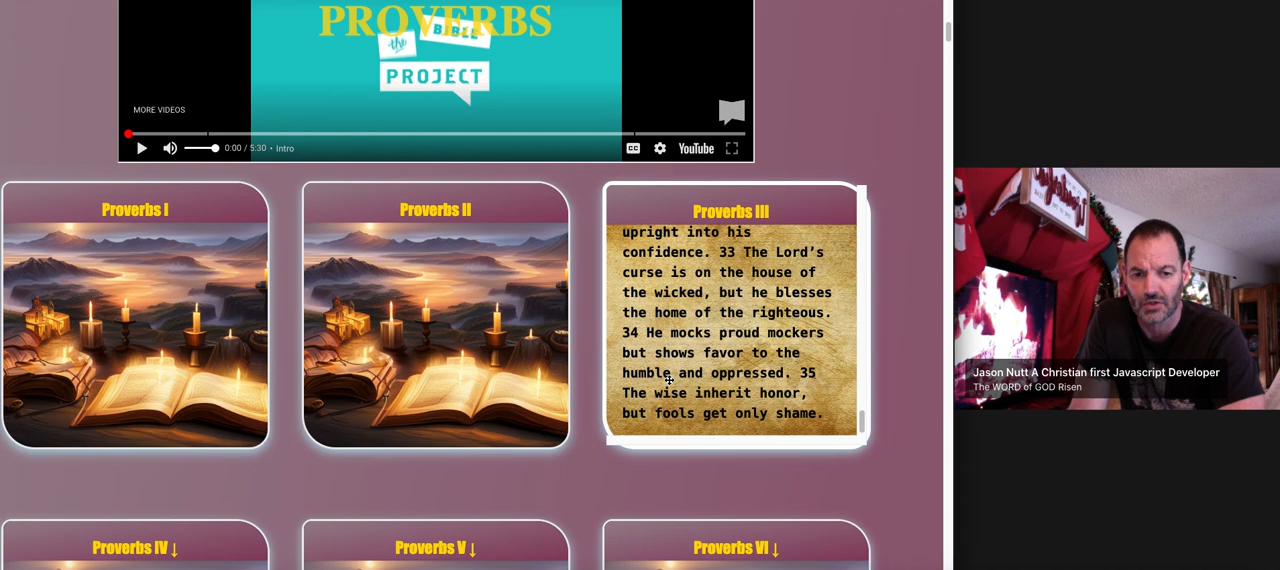 PROVERBS
the BIBLE
PROJECT
MORE VIDEOS
0:00 / 5:30 • Intro
CC
YouTube
Proverbs I
Proverbs II
Proverbs III
upright into his
confidence. 33 The Lord’s
curse is on the house of
the wicked, but he blesses
the home of the righteous.
34 He mocks proud mockers
but shows favor to the
humble and oppressed. 35
The wise inherit honor,
but fools get only shame.
Proverbs IV ↓
Proverbs V ↓
Proverbs VI ↓
Jason Nutt A Christian first Javascript Developer
The WORD of GOD Risen